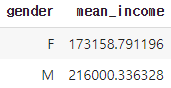 gender mean_income
F 173158.791196
M 216000.336328